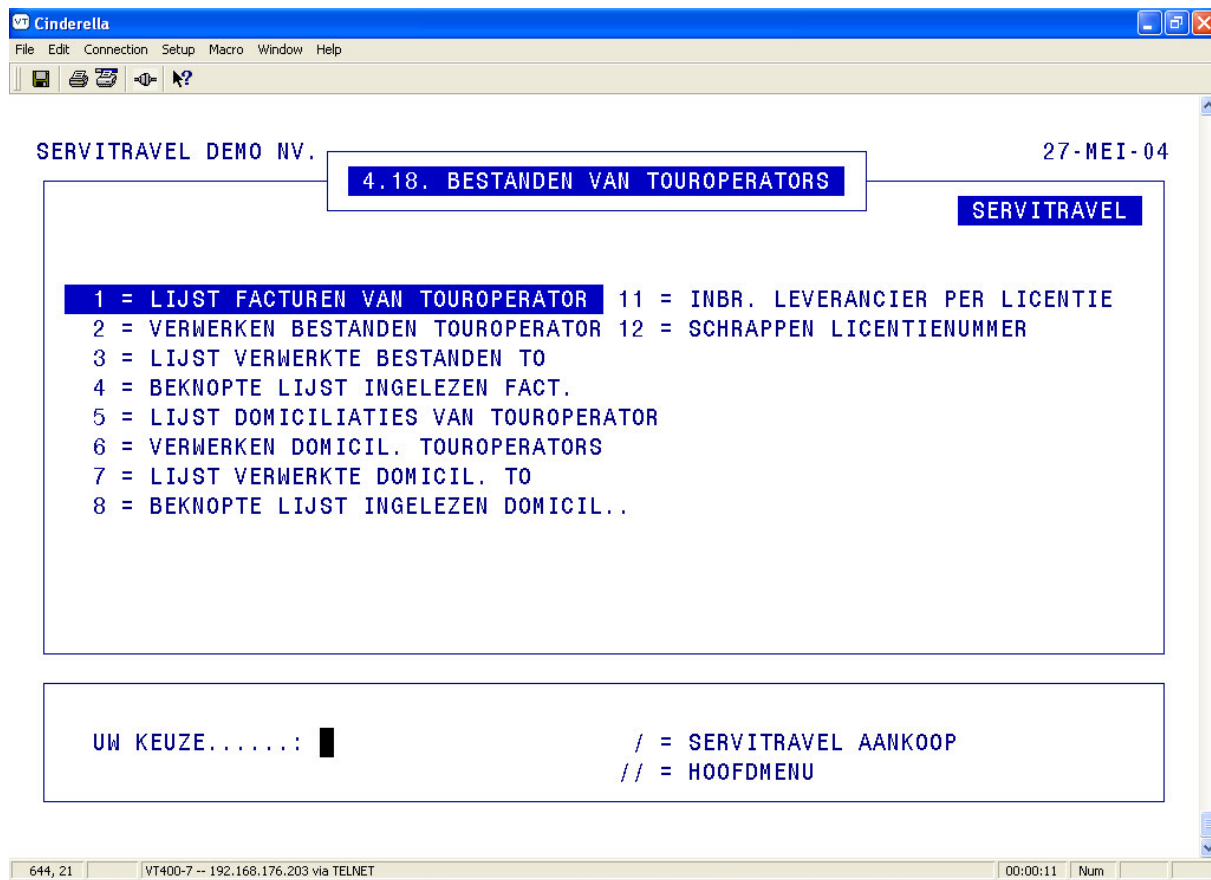 VT Cinderella
File Edit Connection Setup Macro Window Help
SERVITRAVEL DEMO NV. 27-MEI-04
4.18. BESTANDEN VAN TOUROPERATORS
SERVITRAVEL
1 = LIJST FACTUREN VAN TOUROPERATOR 11 = INBR. LEVERANCIER PER LICENTIE
2 = VERWERKEN BESTANDEN TOUROPERATOR 12 = SCHRAPPEN LICENTIENUMMER
3 = LIJST VERWERKTE BESTANDEN TO
4 = BEKNOPTE LIJST INGELEZEN FACT.
5 = LIJST DOMICILIATIES VAN TOUROPERATOR
6 = VERWERKEN DOMICIL. TOUROPERATORS
7 = LIJST VERWERKTE DOMICIL. TO
8 = BEKNOPTE LIJST INGELEZEN DOMICIL..
UW KEUZE......: / = SERVITRAVEL AANKOOP
// = HOOFDMENU
644, 21 VT400-7 -- 192.168.176.203 via TELNET 00:00:11 Num